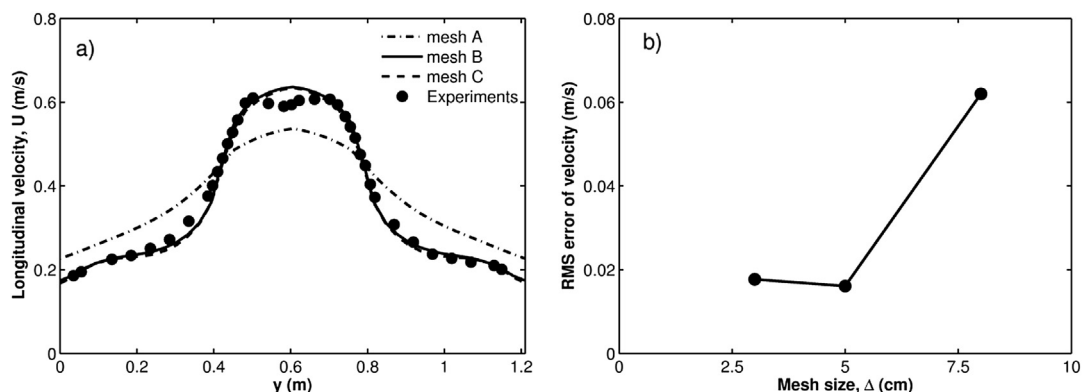 a)
mesh A
mesh B
mesh C
Experiments
Longitudinal velocity, U (m/s)
0.8
0.6
0.4
0.2
0
0
0.2
0.4
0.6
0.8
1
1.2
y (m)
b)
RMS error of velocity (m/s)
0.08
0.06
0.04
0.02
0
0
2.5
5
7.5
10
Mesh size, Δ (cm)